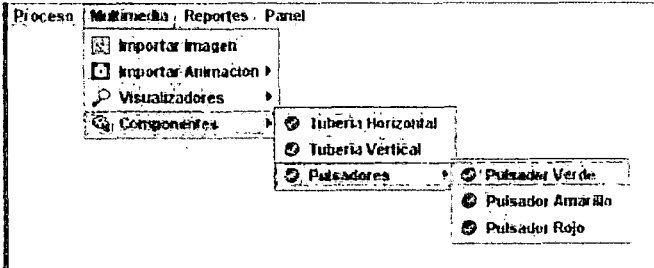 Proceso Multimedia Reportes Panel
Importar Imagen
Importar Animacion
Visualizadores
Componentes
Tuberia Horizontal
Tuberia Vertical
Pulsadores
Pulsador Verde
Pulsador Amarillo
Pulsador Rojo